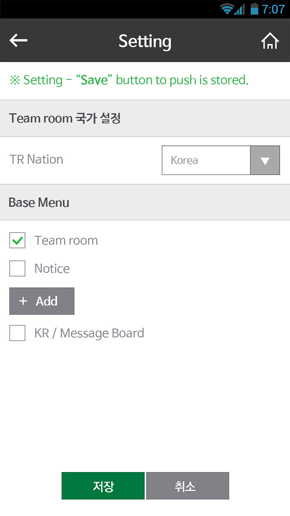 7:07
Setting
※ Setting - “Save” button to push is stored.
Team room 국가 설정
TR Nation
Korea
Base Menu
Team room
Notice
+ Add
KR / Message Board
저장
취소